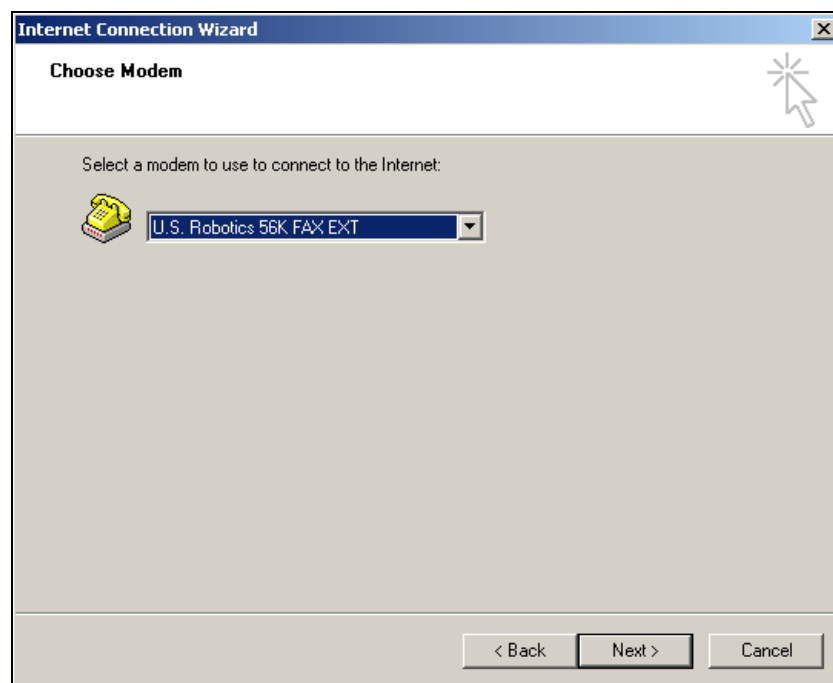 Internet Connection Wizard
Choose Modem
Select a modem to use to connect to the Internet:
U.S. Robotics 56K FAX EXT
< Back
Next >
Cancel